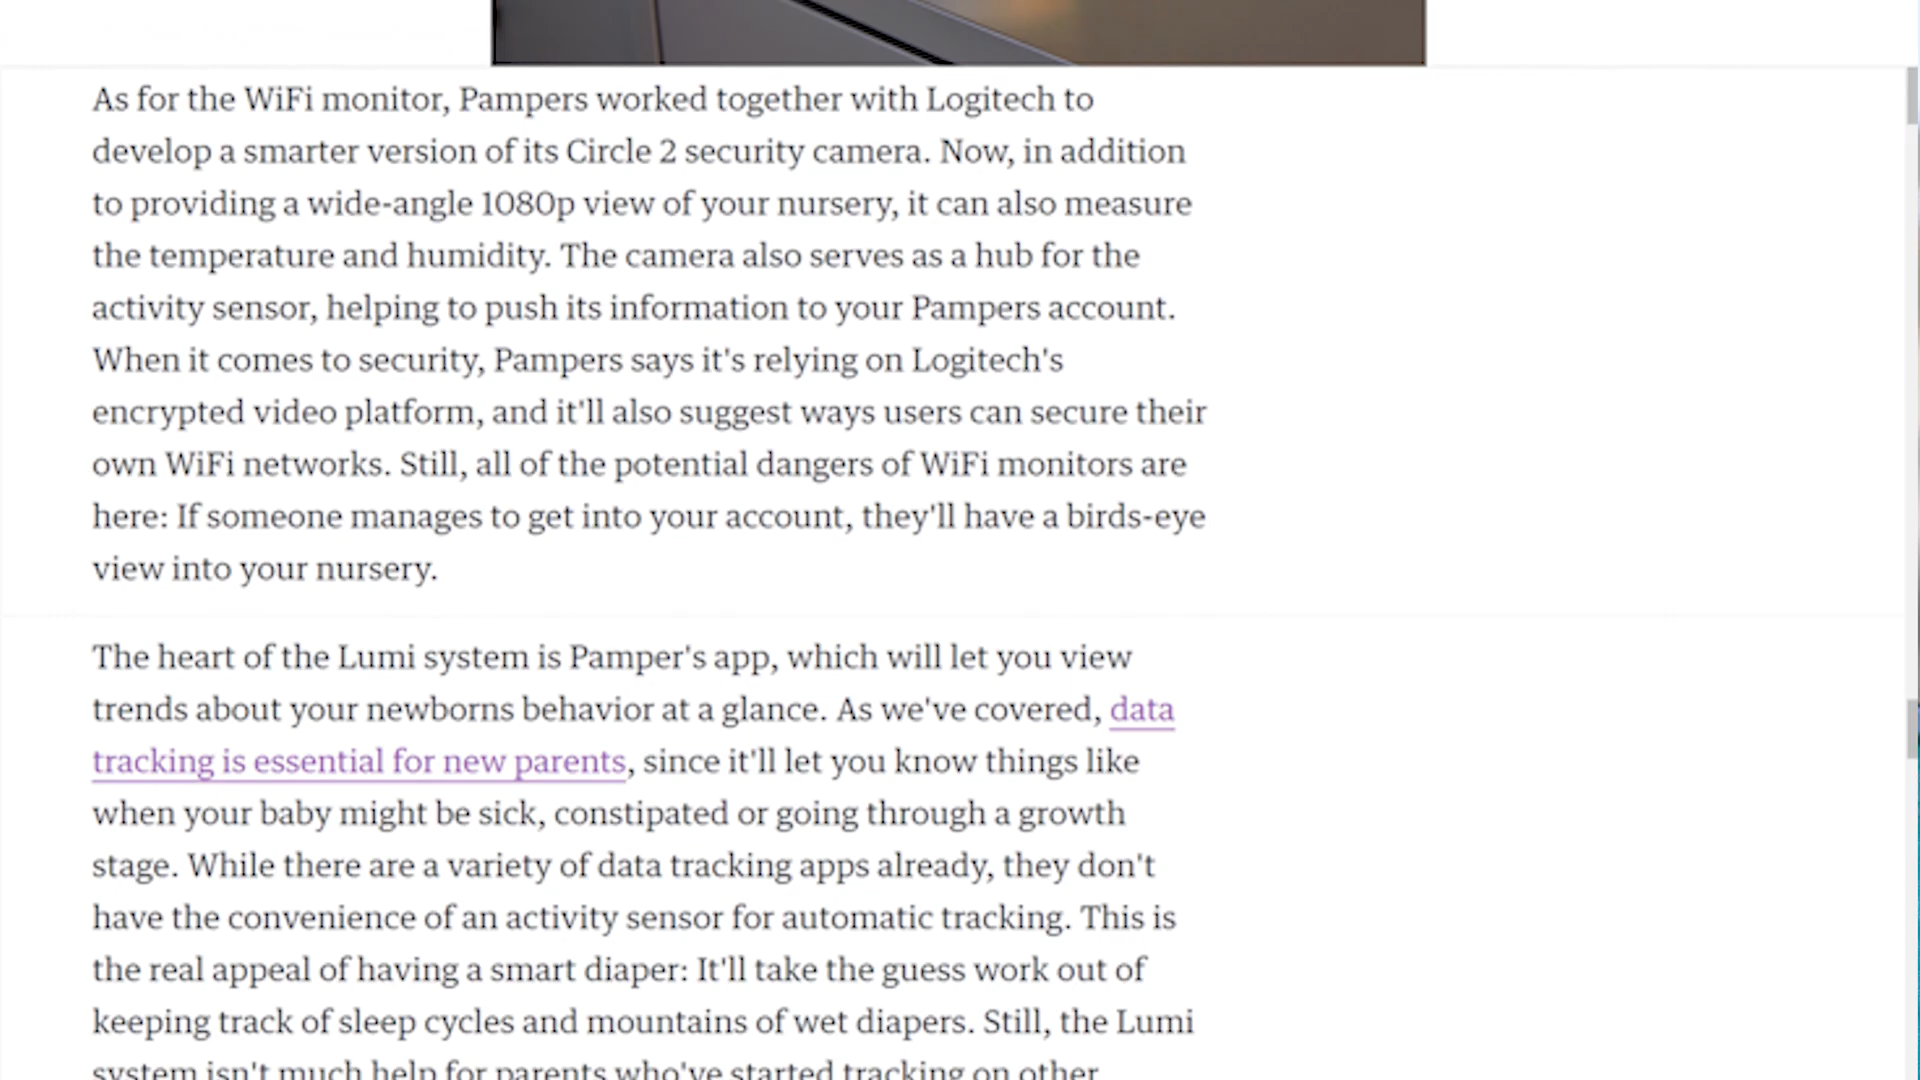 As for the WiFi monitor, Pampers worked together with Logitech to
develop a smarter version of its Circle 2 security camera. Now, in addition
to providing a wide-angle 1080p view of your nursery, it can also measure
the temperature and humidity. The camera also serves as a hub for the
activity sensor, helping to push its information to your Pampers account.
When it comes to security, Pampers says it's relying on Logitech's
encrypted video platform, and it'll also suggest ways users can secure their
own WiFi networks. Still, all of the potential dangers of WiFi monitors are
here: If someone manages to get into your account, they'll have a birds-eye
view into your nursery.
The heart of the Lumi system is Pamper's app, which will let you view
trends about your newborns behavior at a glance. As we've covered, data
tracking is essential for new parents, since it'll let you know things like
when your baby might be sick, constipated or going through a growth
stage. While there are a variety of data tracking apps already, they don't
have the convenience of an activity sensor for automatic tracking. This is
the real appeal of having a smart diaper: It'll take the guess work out of
keeping track of sleep cycles and mountains of wet diapers. Still, the Lumi
system isn't much help for parents who've started tracking on other